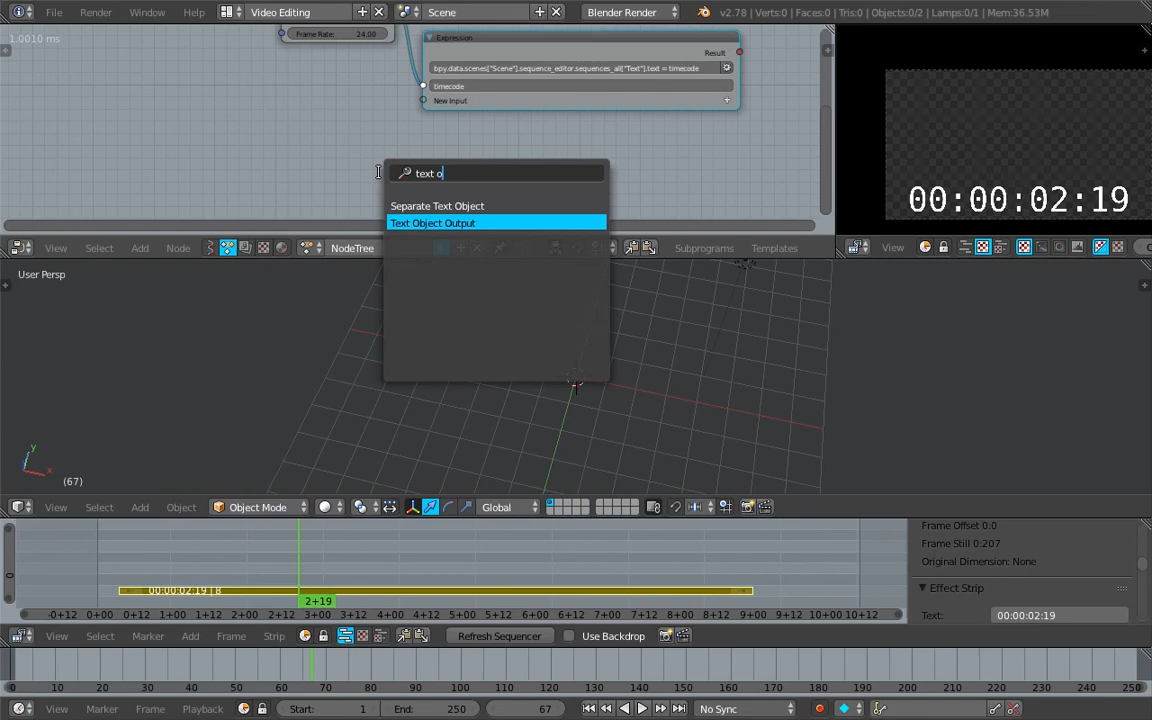 File Render Window Help Video Editing Scene Blender Render v2.78 | Verts:0 | Faces:0 | Tris:0 | Objects:0/2 | Lamps:0/1 | Mem:36.53M
1.0010 ms
Frame Rate: 24.00
Expression
Result
bpy.data.scenes["Scene"].sequence_editor.sequences_all["Text"].text = timecode
timecode
New Input
text o
Separate Text Object
Text Object Output
00:00:02:19
View Select Add Node NodeTree Subprograms Templates View
User Persp
y
x
(67)
View Select Add Object Object Mode Global
Frame Offset 0:0
Frame Still 0:207
Original Dimension: None
Effect Strip
Text: 00:00:02:19
0
00:00:02:19 | 8
2+19
-0+12 0+00 0+12 1+00 1+12 2+00 2+12 3+00 3+12 4+00 4+12 5+00 5+12 6+00 6+12 7+00 7+12 8+00 8+12 9+00 9+12 10+00 10+12
View Select Marker Add Frame Strip Refresh Sequencer Use Backdrop
0 10 20 30 40 50 60 70 80 90 100 110 120 130 140 150 160 170 180 190 200 210 220 230 240 250
View Marker Frame Playback Start: 1 End: 250 67 No Sync